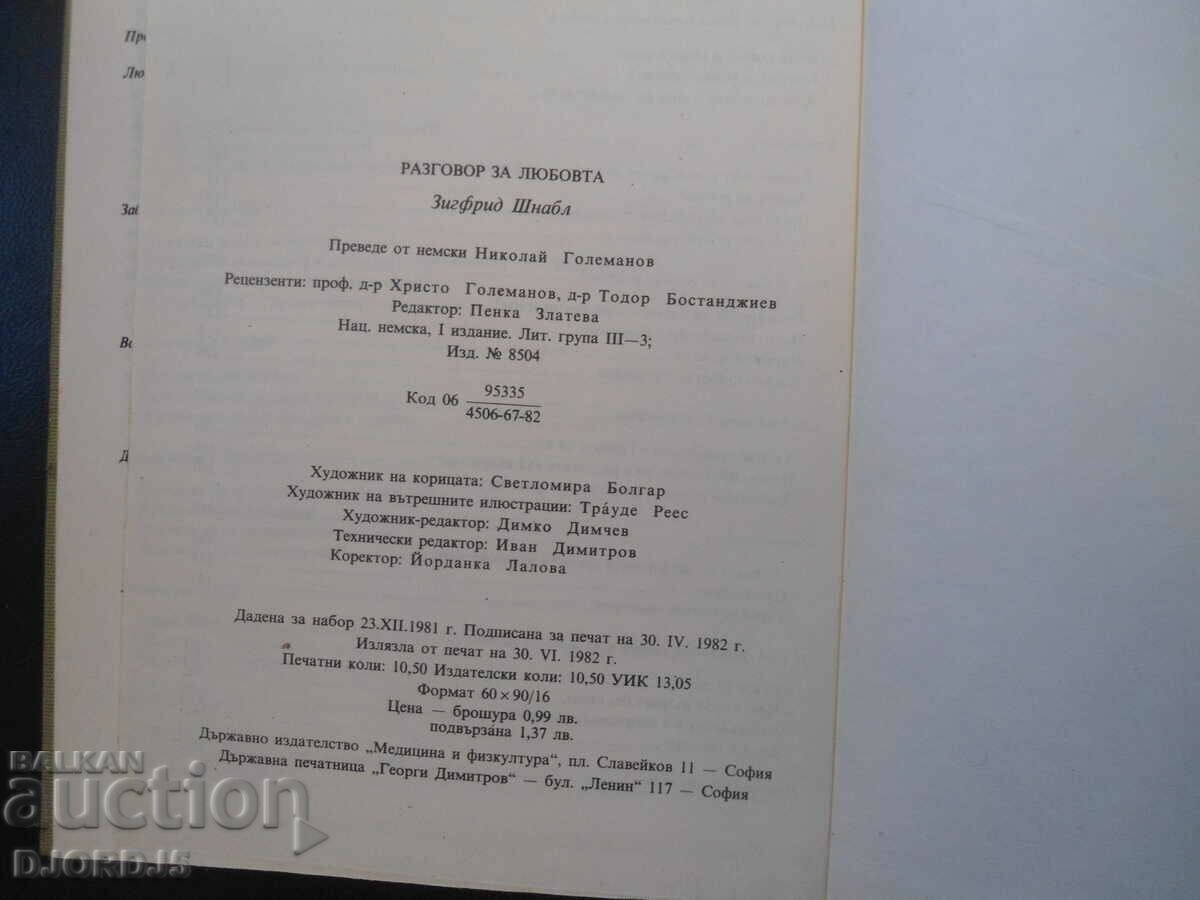 Лю
РАЗГОВОР ЗА ЛЮБОВТА
Зигфрид Шнабл
Преведе от немски Николай Големанов
Рецензенти: проф. д-р Христо Големанов, д-р Тодор Бостанджиев
Редактор: Пенка Златева
Нац. немска, I издание. Лит. група III—3;
Изд. № 8504
Код 06 95335
4506-67-82
Художник на корицата: Светломира Болгар
Художник на вътрешните илюстрации: Тра́уде Реес
Художник-редактор: Димко Димчев
Технически редактор: Иван Димитров
Коректор: Йорданка Лалова
Дадена за набор 23.XII.1981 г. Подписана за печат на 30. IV. 1982 г.
Излязла от печат на 30. VI. 1982 г.
Печатни коли: 10,50 Издателски коли: 10,50 УИК 13,05
Формат 60 × 90/16
Цена — брошура 0,99 лв.
подвърза́на 1,37 лв.
Държавно издателство „Медицина и физкултура“, пл. Славейков 11 — София
Държавна печатница „Георги Димитров“ — бул. „Ленин“ 117 — София
BALKAN
auction
DJORDJ5